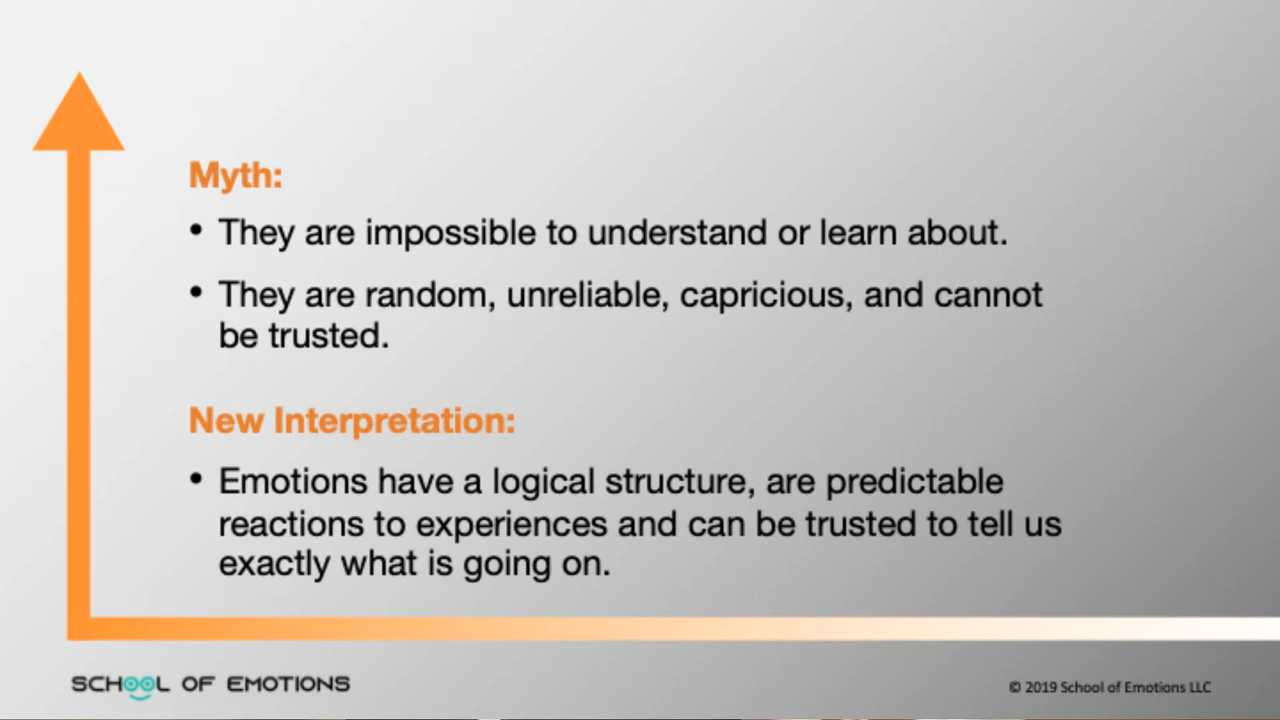 Myth:
• They are impossible to understand or learn about.
• They are random, unreliable, capricious, and cannot
be trusted.
New Interpretation:
• Emotions have a logical structure, are predictable
reactions to experiences and can be trusted to tell us
exactly what is going on.
SCHOOL OF EMOTIONS
© 2019 School of Emotions LLC